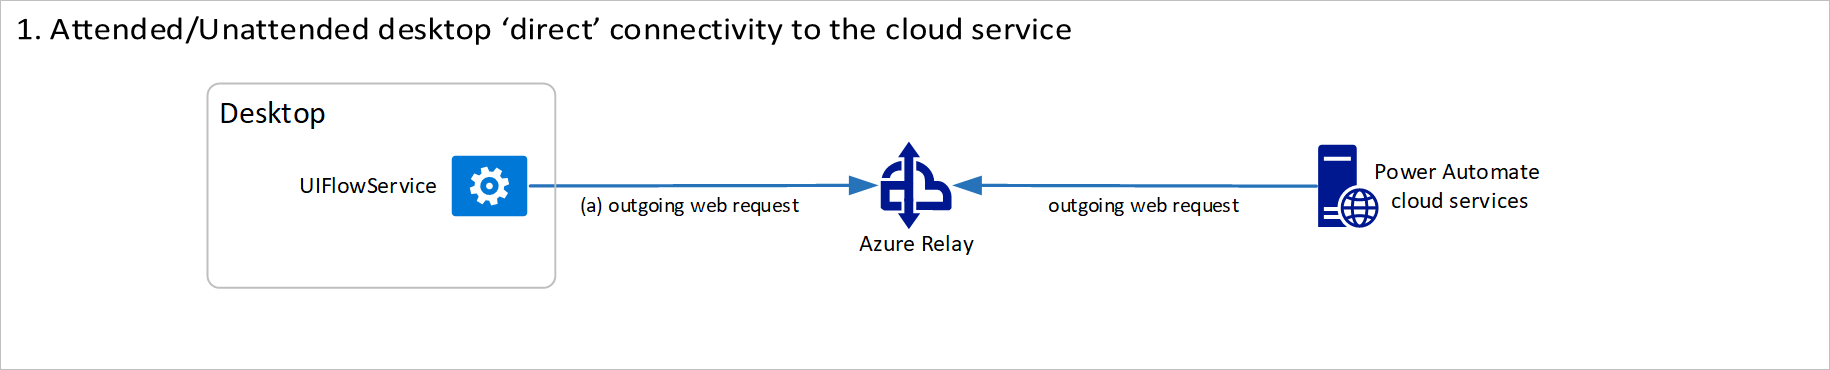 1. Attended/Unattended desktop ‘direct’ connectivity to the cloud service
Desktop
UIFlowService
(a) outgoing web request
Azure Relay
outgoing web request
Power Automate
cloud services